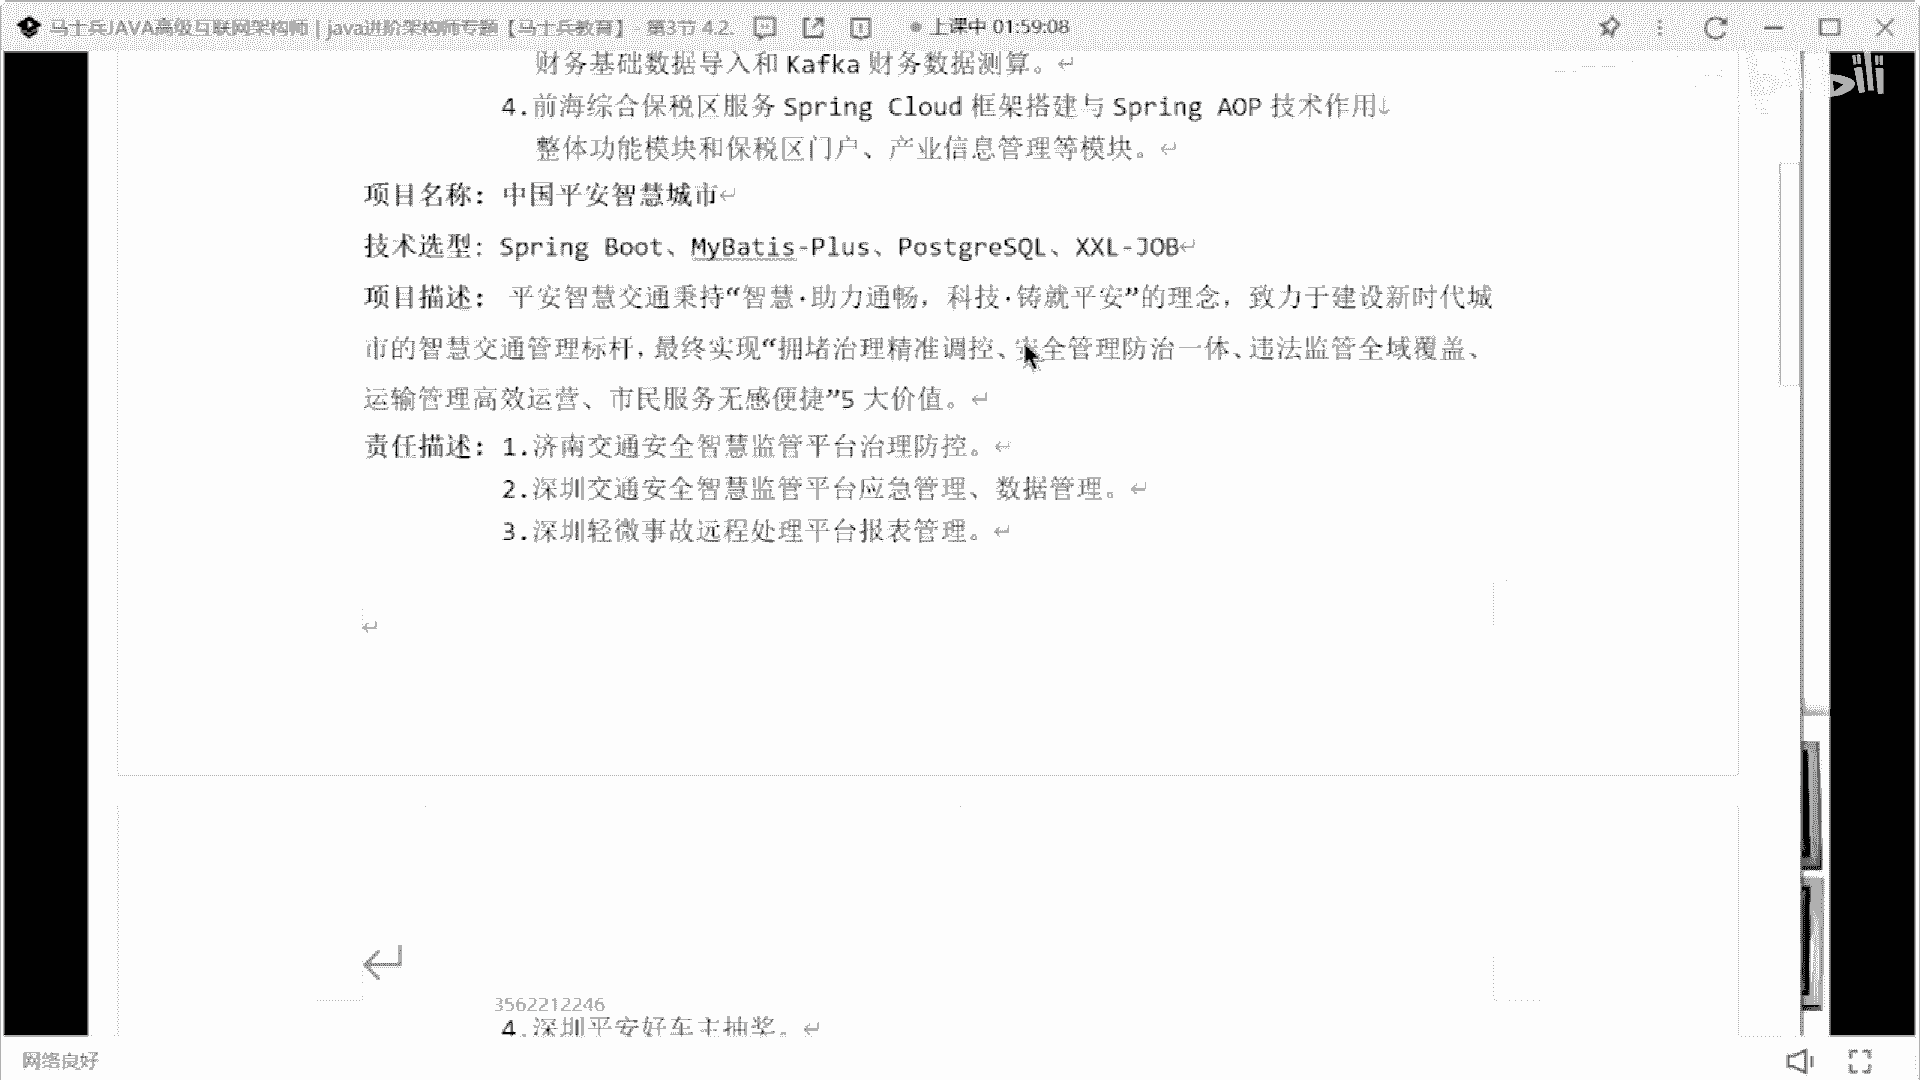 马士兵JAVA高级互联网架构师 | java进阶架构师专题【马士兵教育】 - 第3节 4.2.
上课中 01:59:08
财务基础数据导入和 Kafka 财务数据测算。
4.前海综合保税区服务 Spring Cloud 框架搭建与 Spring AOP 技术作用
整体功能模块和保税区门户、产业信息管理等模块。
项目名称：中国平安智慧城市
技术选型：Spring Boot、MyBatis-Plus、PostgreSQL、XXL-JOB
项目描述： 平安智慧交通秉持“智慧·助力通畅，科技·铸就平安”的理念，致力于建设新时代城
市的智慧交通管理标杆，最终实现“拥堵治理精准调控、安全管理防治一体、违法监管全域覆盖、
运输管理高效运营、市民服务无感便捷”5 大价值。
责任描述：1.济南交通安全智慧监管平台治理防控。
2.深圳交通安全智慧监管平台应急管理、数据管理。
3.深圳轻微事故远程处理平台报表管理。
3562212246
4.深圳平安好车主抽奖。
网络良好